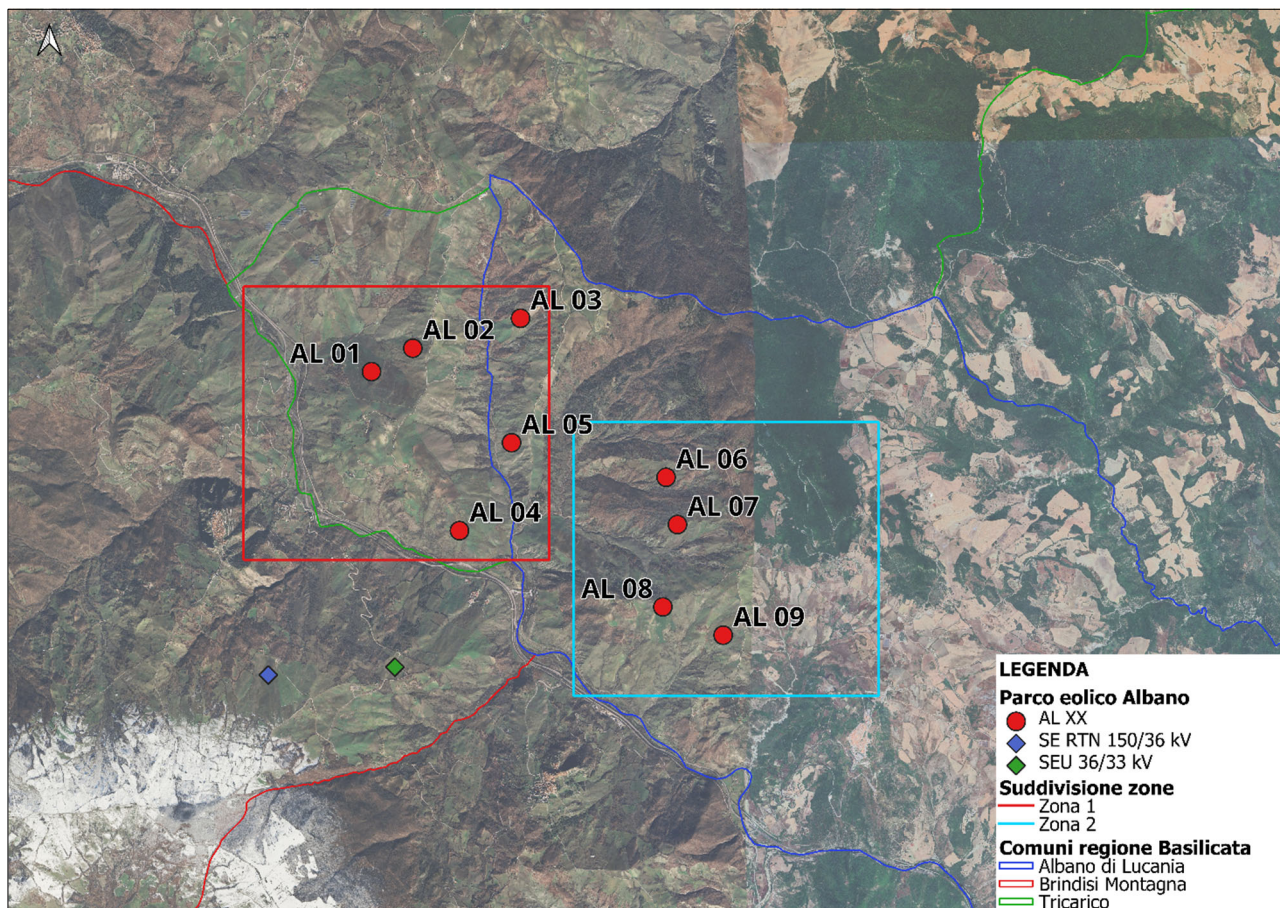 AL 03
AL 02
AL 01
AL 05
AL 06
AL 07
AL 04
AL 08
AL 09
LEGENDA
Parco eolico Albano
AL XX
SE RTN 150/36 kV
SEU 36/33 kV
Suddivisione zone
Zona 1
Zona 2
Comuni regione Basilicata
Albano di Lucania
Brindisi Montagna
Tricarico